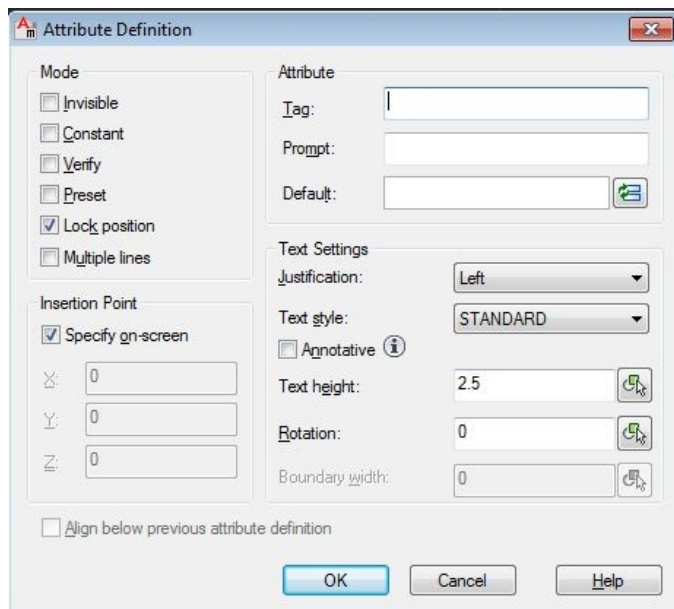 Attribute Definition
Mode
Invisible
Constant
Verify
Preset
Lock position
Multiple lines
Insertion Point
Specify on-screen
X: 0
Y: 0
Z: 0
Attribute
Tag:
Prompt:
Default:
Text Settings
Justification: Left
Text style: STANDARD
Annotative
Text height: 2.5
Rotation: 0
Boundary width: 0
Align below previous attribute definition
OK Cancel Help